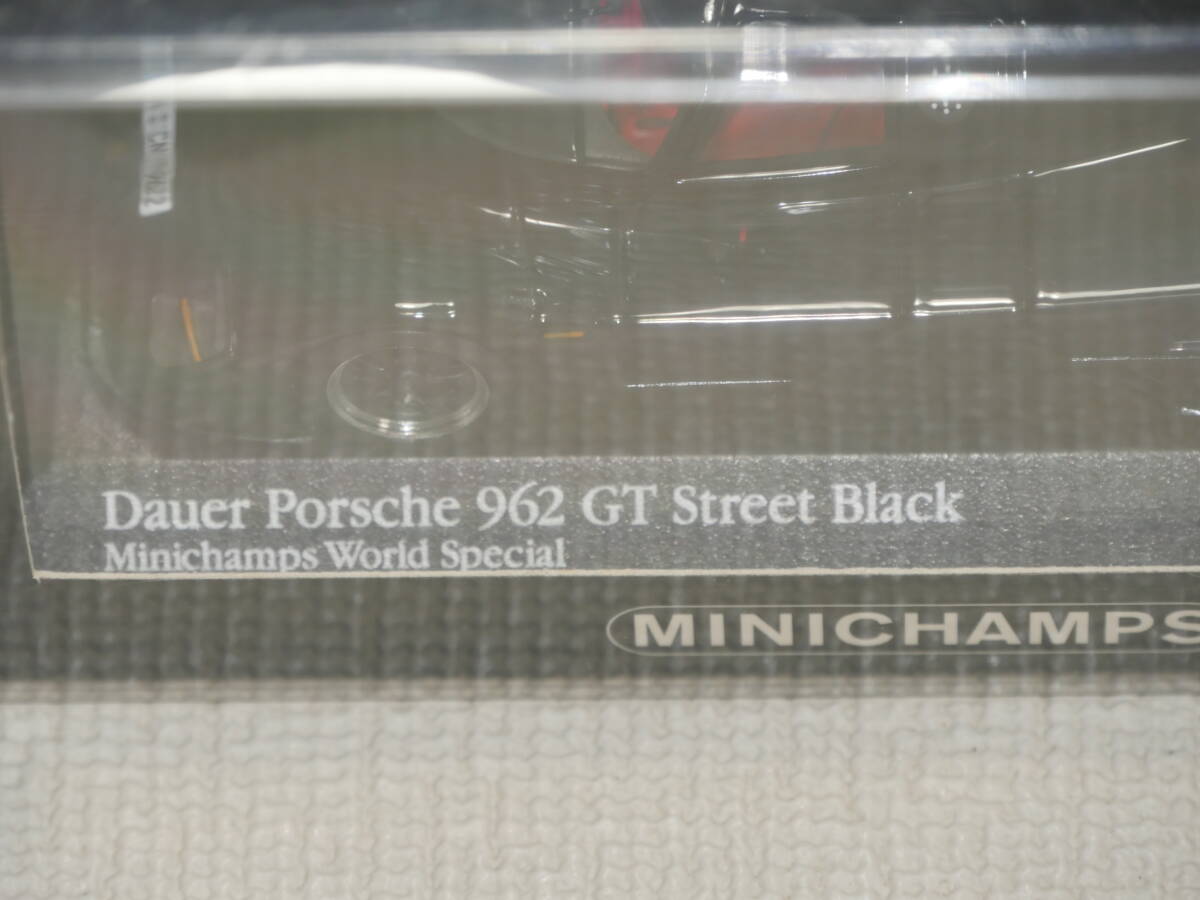 Dauer Porsche 962 GT Street Black
Minichamps World Special
MINICHAMPS